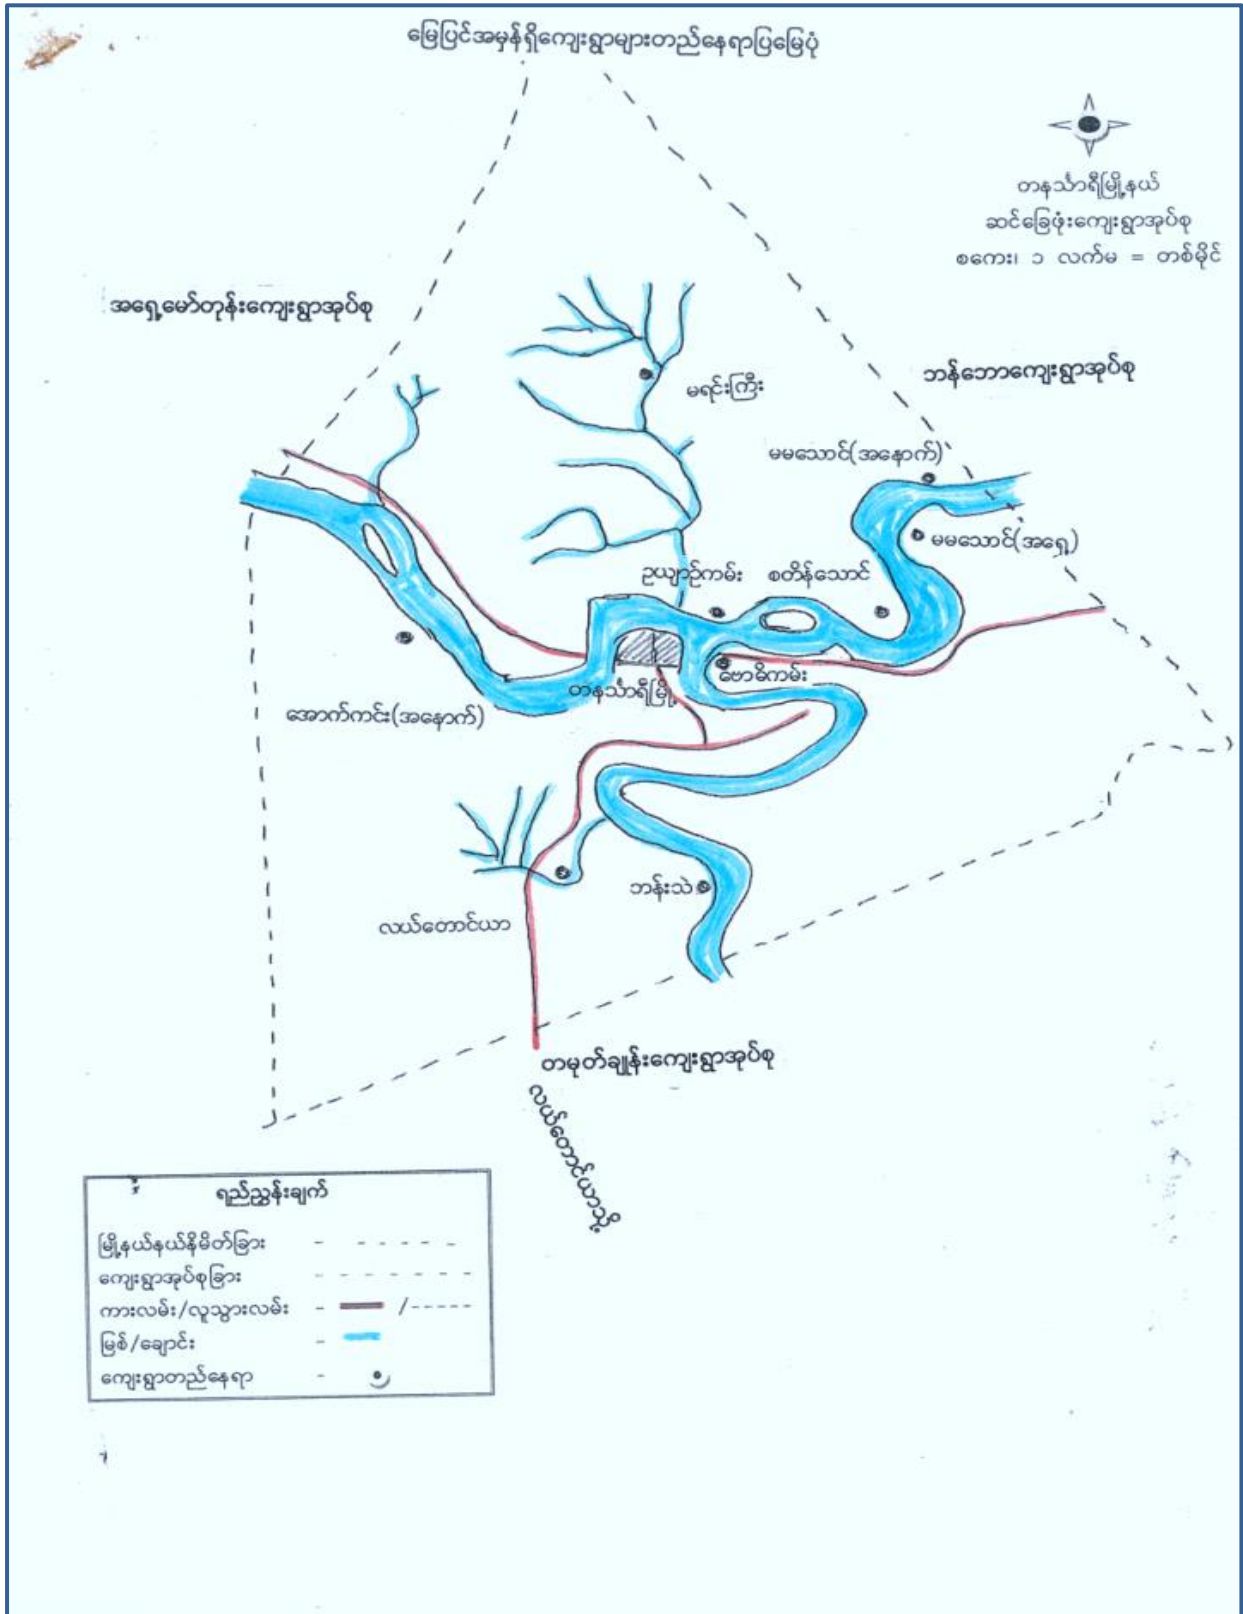 မြေပြင်အမှန်ရှိကျေးရွာများတည်နေရာပြမြေပုံ
တနင်္သာရီမြို့နယ်
ဆင်ခြေဖုံးကျေးရွာအုပ်စု
စကေး၊ ၁ လက်မ = တစ်မိုင်
အရှေ့မော်တုန်းကျေးရွာအုပ်စု
ဘန်ဘောကျေးရွာအုပ်စု
မရင်းကြီး
မမသောင်(အနောက်)
မမသောင်(အရှေ့)
ဥယျာဉ်ကမ်း
စတိန်သောင်
ဗောဓိကမ်း
တနင်္သာရီမြို့
အောက်ကင်း(အနောက်)
ဘန်းသဲ
လယ်တောင်ယာ
တမုတ်ချုန်းကျေးရွာအုပ်စု
လယ်တောင်ယာသို့
ရည်ညွှန်းချက်
မြို့နယ်နယ်နိမိတ်ခြား - - - - - -
ကျေးရွာအုပ်စုခြား - - - - - - - -
ကားလမ်း/လူသွားလမ်း - /-----
မြစ်/ချောင်း -
ကျေးရွာတည်နေရာ -